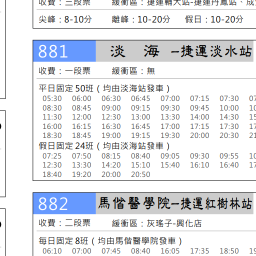 收費：三段票 緩衝區：捷運輔大站-捷運丹鳳站、成
尖峰：8-10分 離峰：10-20分 假日：10-20分
881 淡 海 –捷運淡水站
收費：一段票 緩衝區：無
平日固定 50班（均由淡海站發車）
05:30 06:00 06:30 06:45 07:00 07:15 07:30 07
08:30 08:45 09:00 09:15 09:30 09:45 10:00 10
11:30 12:00 12:30 13:00 13:30 14:00 14:30 15
16:00 16:15 16:30 16:45 17:00 17:15 17:30 17
18:30 18:45 19:00 19:15 19:30 20:00 20:30 21
假日固定 24班（均由淡海站發車）
07:25 07:50 08:15 08:40 09:05 09:30 09:55 10
12:30 13:30 14:20 15:10 15:40 16:10 16:40 17
18:40 19:20 20:00 20:50
882 馬偕醫學院–捷運紅樹林站
收費：二段票 緩衝區：灰瑤子-興化店
每日固定 8班（均由馬偕醫學院發車）
06:10 07:00 07:45 08:40 16:05 17:35 18:50 19